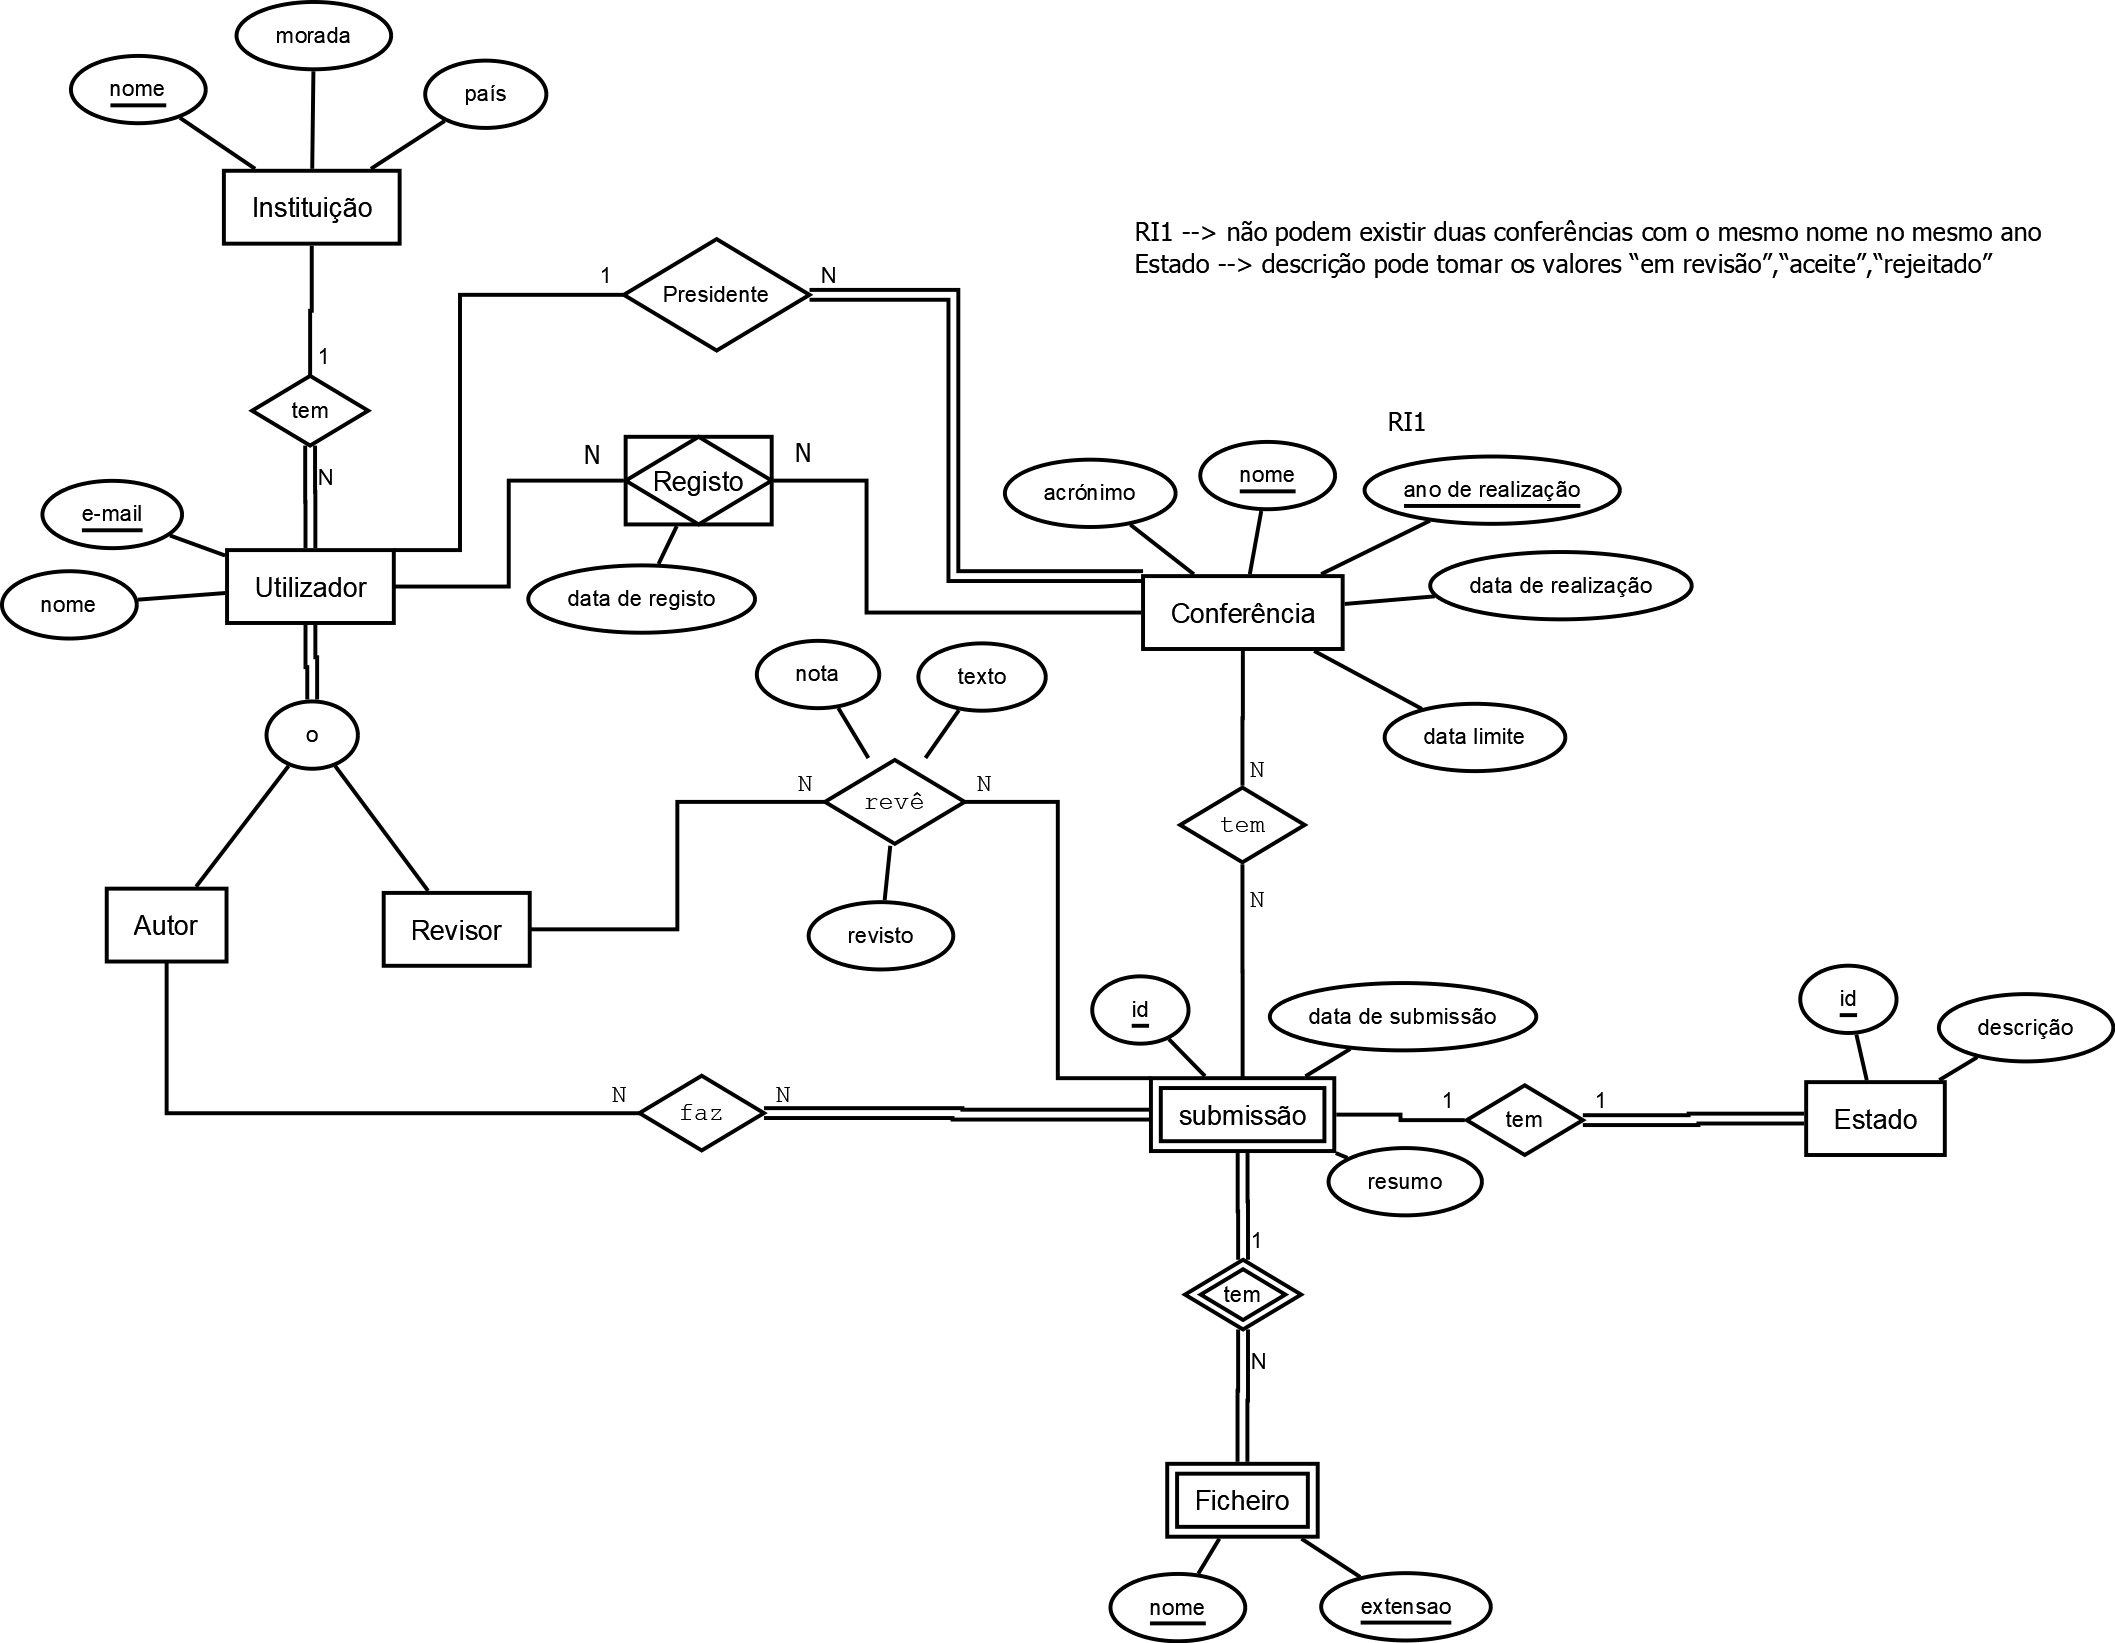 morada
nome
país
Instituição
RI1 --> não podem existir duas conferências com o mesmo nome no mesmo ano
Estado --> descrição pode tomar os valores “em revisão”,“aceite”,“rejeitado”
1
Presidente
N
1
tem
N
RI1
N
Registo
N
acrónimo
nome
ano de realização
e-mail
nome
Utilizador
data de registo
data de realização
Conferência
nota
texto
o
data limite
N
revê
N
N
tem
N
Autor
Revisor
revisto
id
data de submissão
id
descrição
N
faz
N
submissão
1
tem
1
Estado
resumo
1
tem
N
Ficheiro
nome
extensao